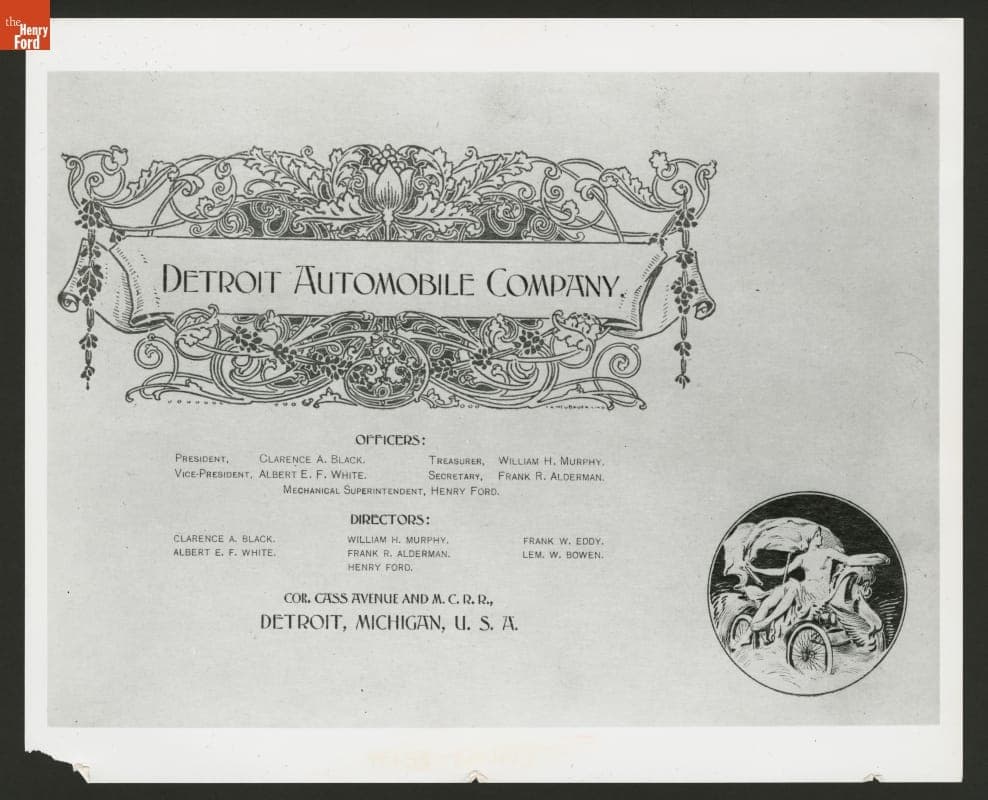 the
Henry
Ford
DETROIT AUTOMOBILE COMPANY.
OFFICERS:
PRESIDENT, CLARENCE A. BLACK. TREASURER, WILLIAM H. MURPHY.
VICE-PRESIDENT, ALBERT E. F. WHITE. SECRETARY, FRANK R. ALDERMAN.
MECHANICAL SUPERINTENDENT, HENRY FORD.
DIRECTORS:
CLARENCE A. BLACK. WILLIAM H. MURPHY. FRANK W. EDDY.
ALBERT E. F. WHITE. FRANK R. ALDERMAN. LEM. W. BOWEN.
HENRY FORD.
COR. CASS AVENUE AND M. C. R. R.,
DETROIT, MICHIGAN, U. S. A.